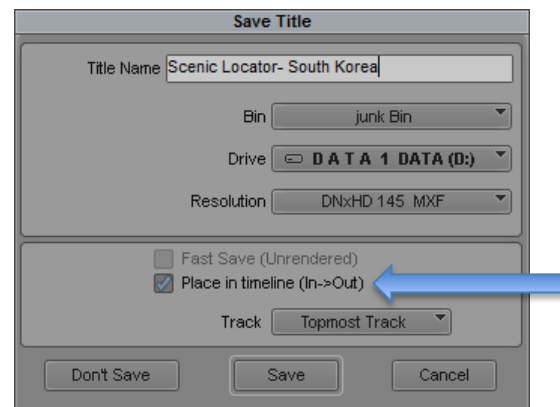 Save Title
Title Name Scenic Locator- South Korea
Bin junk Bin
Drive D A T A 1 DATA (D:)
Resolution DNxHD 145 MXF
Fast Save (Unrendered)
Place in timeline (In->Out)
Track Topmost Track
Don't Save Save Cancel